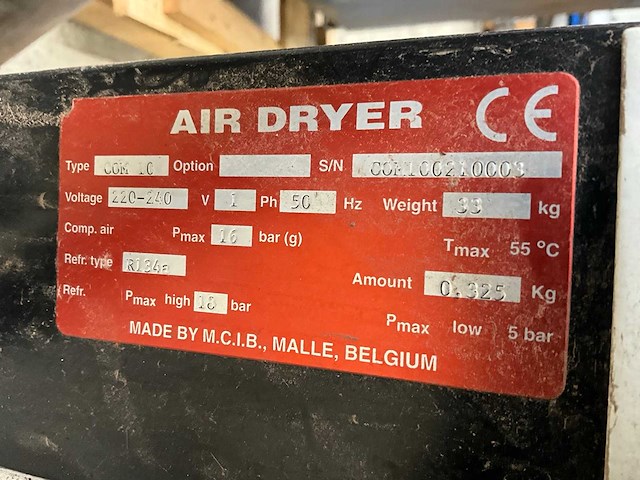 AIR DRYER CE
Type COM 10 Option S/N COM100210003
Voltage 220-240 V 1 Ph 50 Hz Weight 33 kg
Comp. air Pmax 16 bar (g) Tmax 55 °C
Refr. type R134a Amount 0.325 Kg
Refr. Pmax high 18 bar Pmax low 5 bar
MADE BY M.C.I.B., MALLE, BELGIUM